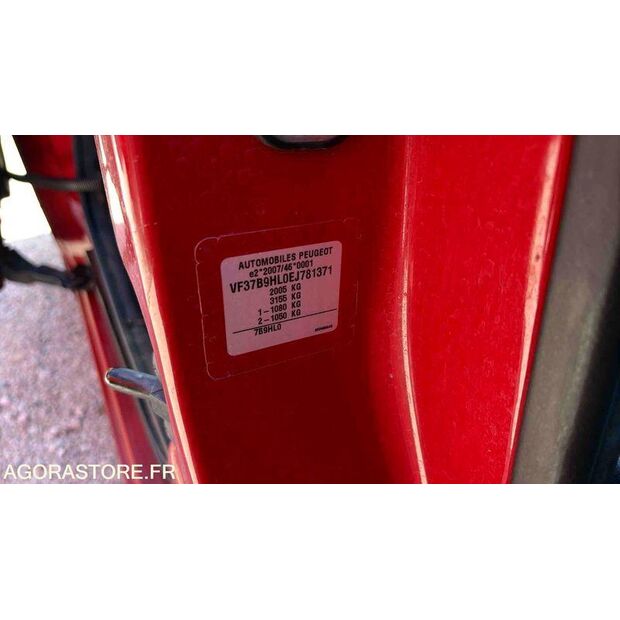 AUTOMOBILES PEUGEOT
e2*2007/46*0001
VF37B9HL0EJ781371
2005 KG
3155 KG
1-1080 KG
2-1050 KG
7B9HL0
AGORASTORE.FR